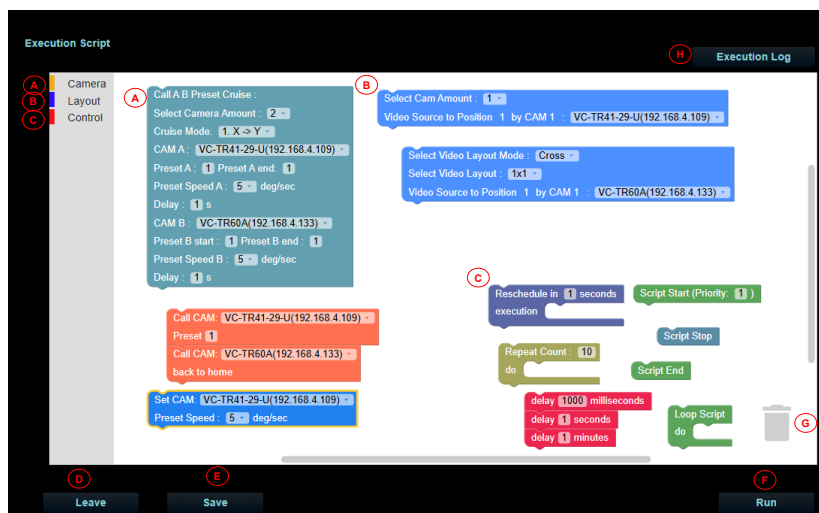 Execution Script
H
Execution Log
A Camera
B Layout
C Control
A
Call A B Preset Cruise :
Select Camera Amount : 2
Cruise Mode: 1. X -> Y
CAM A : VC-TR41-29-U(192.168.4.109)
Preset A : 1 Preset A end: 1
Preset Speed A : 5 deg/sec
Delay : 1 s
CAM B : VC-TR60A(192.168.4.133)
Preset B start : 1 Preset B end : 1
Preset Speed B : 5 deg/sec
Delay : 1 s
Call CAM: VC-TR41-29-U(192.168.4.109)
Preset 1
Call CAM: VC-TR60A(192.168.4.133)
back to home
Set CAM: VC-TR41-29-U(192.168.4.109)
Preset Speed : 5 deg/sec
B
Select Cam Amount : 1
Video Source to Position 1 by CAM 1 : VC-TR41-29-U(192.168.4.109)
Select Video Layout Mode : Cross
Select Video Layout : 1x1
Video Source to Position 1 by CAM 1 : VC-TR60A(192.168.4.133)
C
Reschedule in 1 seconds
execution
Script Start (Priority: 1 )
Script Stop
Repeat Count : 10
do
Script End
delay 1000 milliseconds
delay 1 seconds
delay 1 minutes
Loop Script
do
G
D
Leave
E
Save
F
Run